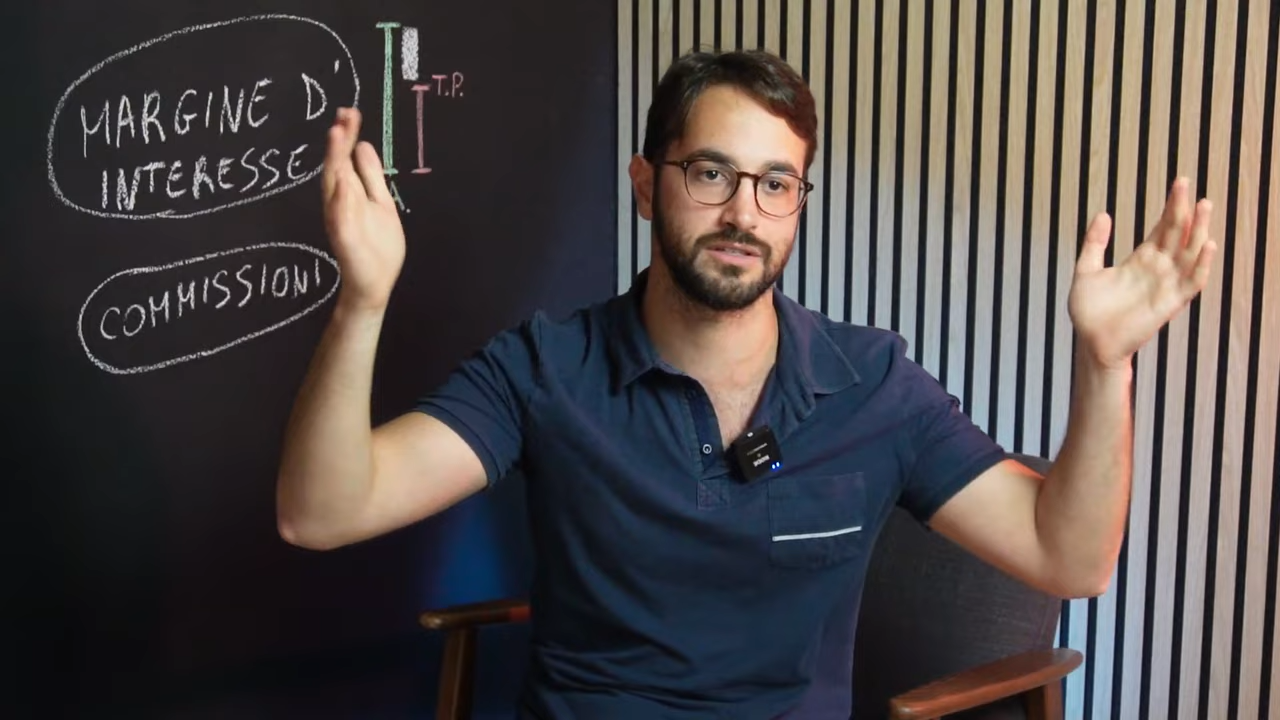 MARGINE D'
INTERESSE
T.P.
A.
COMMISSIONI